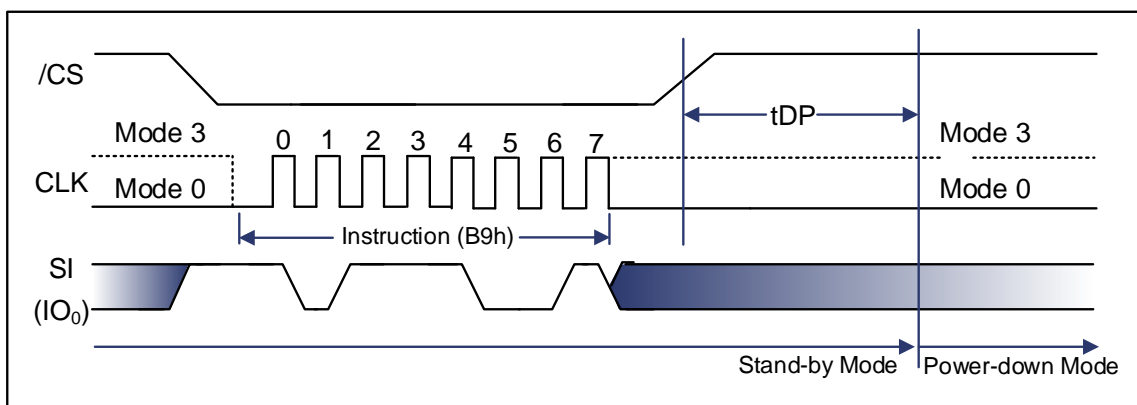 /CS
tDP
Mode 3
0 1 2 3 4 5 6 7
Mode 3
CLK
Mode 0
Mode 0
Instruction (B9h)
SI
(IO₀)
Stand-by Mode
Power-down Mode